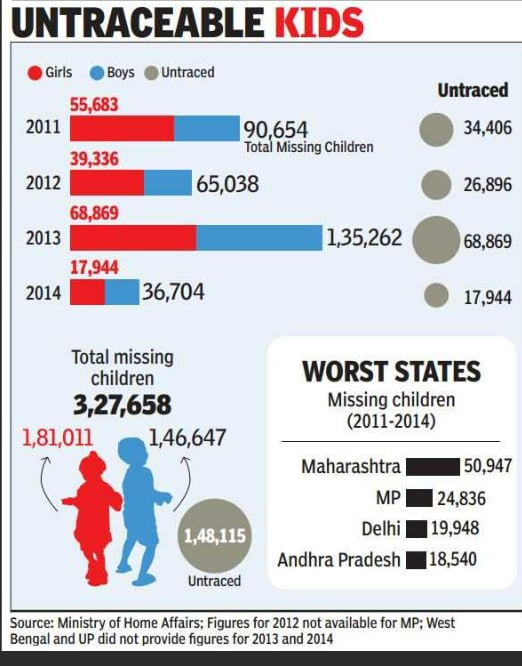 UNTRACEABLE KIDS
Girls Boys Untraced
Untraced
55,683
2011 90,654 34,406
Total Missing Children
39,336
2012 65,038 26,896
68,869
2013 1,35,262 68,869
17,944
2014 36,704 17,944
Total missing
children
3,27,658
1,81,011 1,46,647
1,48,115
Untraced
WORST STATES
Missing children
(2011-2014)
Maharashtra 50,947
MP 24,836
Delhi 19,948
Andhra Pradesh 18,540
Source: Ministry of Home Affairs; Figures for 2012 not available for MP; West
Bengal and UP did not provide figures for 2013 and 2014